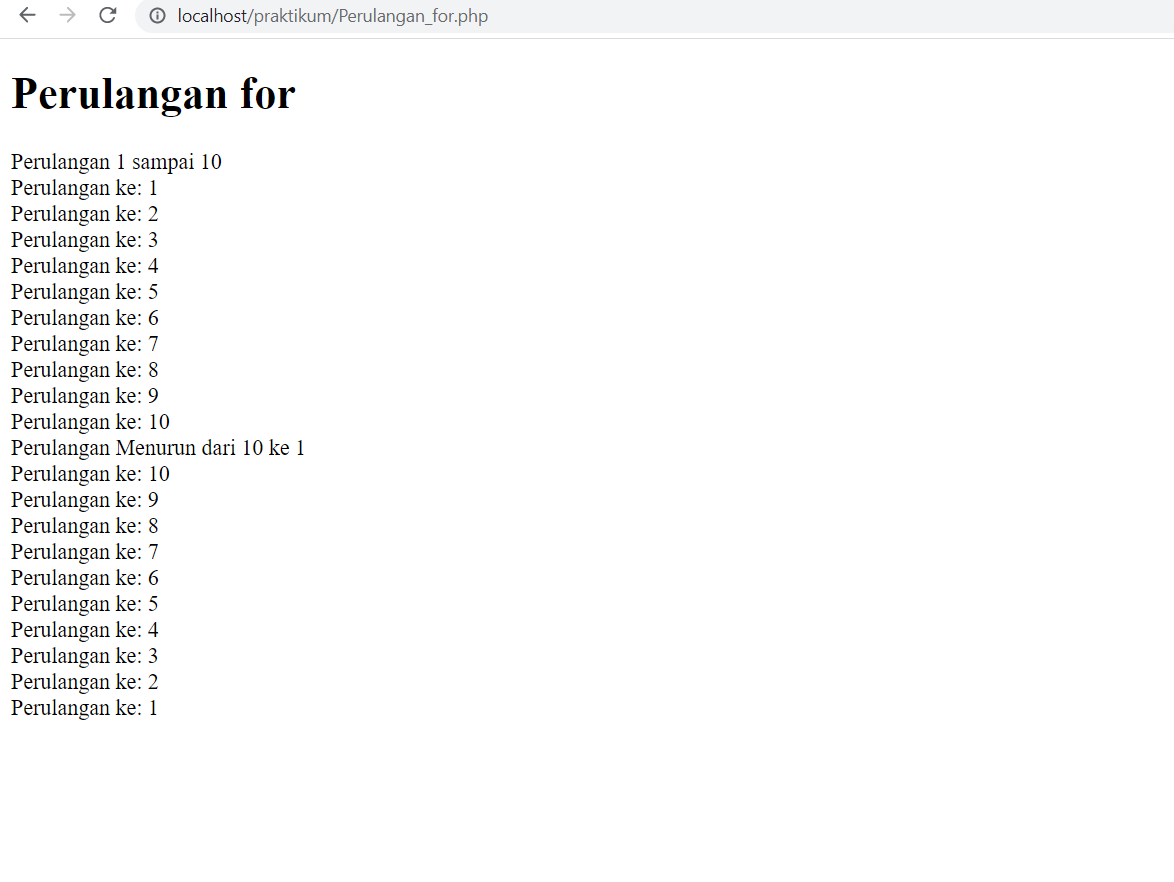 localhost/praktikum/Perulangan_for.php
Perulangan for
Perulangan 1 sampai 10
Perulangan ke: 1
Perulangan ke: 2
Perulangan ke: 3
Perulangan ke: 4
Perulangan ke: 5
Perulangan ke: 6
Perulangan ke: 7
Perulangan ke: 8
Perulangan ke: 9
Perulangan ke: 10
Perulangan Menurun dari 10 ke 1
Perulangan ke: 10
Perulangan ke: 9
Perulangan ke: 8
Perulangan ke: 7
Perulangan ke: 6
Perulangan ke: 5
Perulangan ke: 4
Perulangan ke: 3
Perulangan ke: 2
Perulangan ke: 1